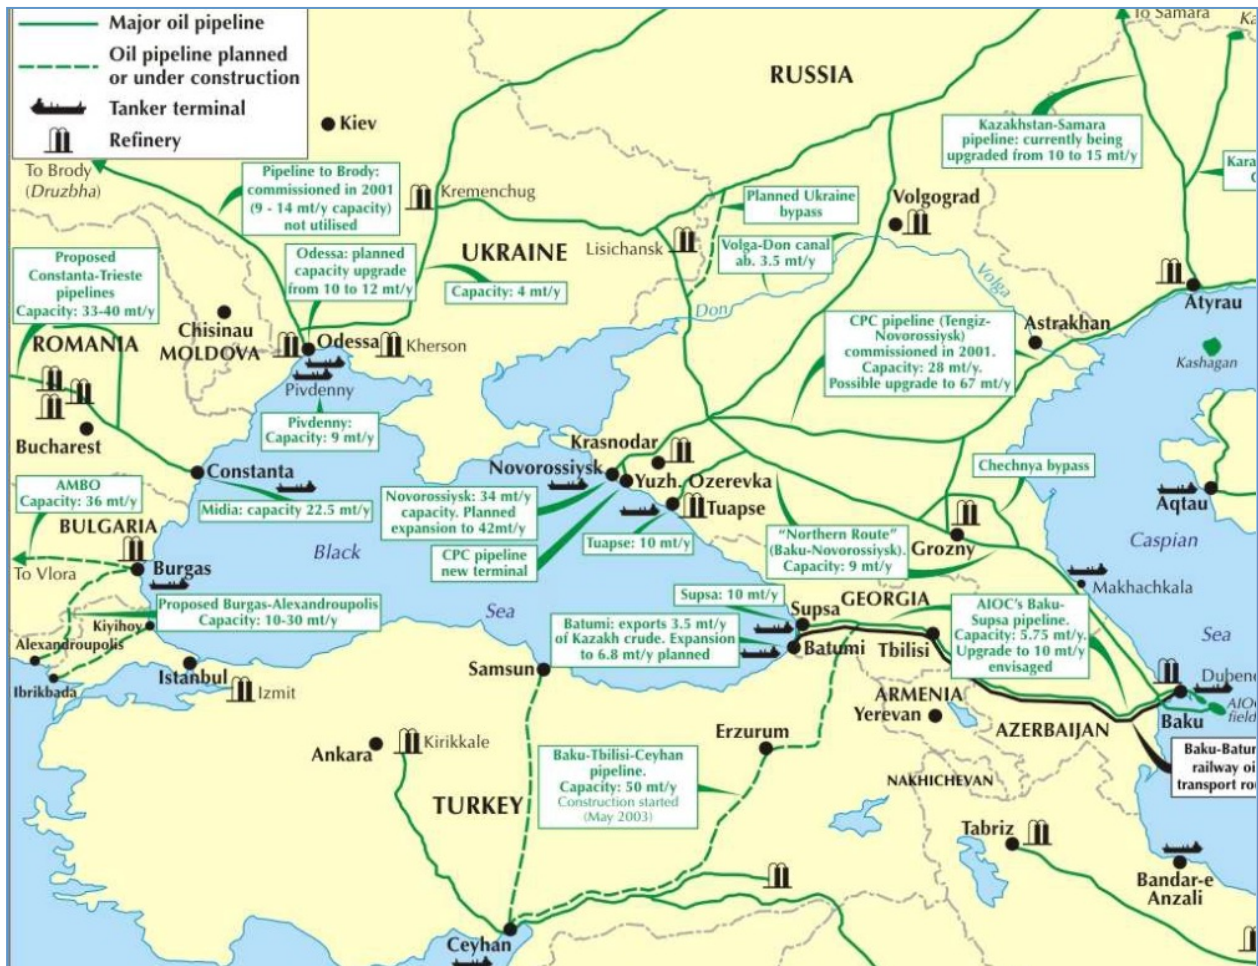 Major oil pipeline
Oil pipeline planned
or under construction
Tanker terminal
Refinery
To Samara
RUSSIA
Kiev
Kazakhstan-Samara
pipeline: currently being
upgraded from 10 to 15 mt/y
To Brody
(Druzbha)
Pipeline to Brody:
commissioned in 2001
(9 - 14 mt/y capacity)
not utilised
Kremenchug
Planned Ukraine
bypass
Volgograd
Lisichansk
UKRAINE
Volga-Don canal
ab. 3.5 mt/y
Proposed
Constanta-Trieste
pipelines
Capacity: 33-40 mt/y
Odessa: planned
capacity upgrade
from 10 to 12 mt/y
Capacity: 4 mt/y
Volga
Don
Atyrau
Chisinau
MOLDOVA
ROMANIA
Odessa
Kherson
Pivdenny
CPC pipeline (Tengiz-
Novorossiysk)
commissioned in 2001.
Capacity: 28 mt/y.
Possible upgrade to 67 mt/y
Astrakhan
Kashagan
Pivdenny:
Capacity: 9 mt/y
Bucharest
Krasnodar
Constanta
Novorossiysk
Yuzh. Ozerevka
Chechnya bypass
AMBO
Capacity: 36 mt/y
Midia: capacity 22.5 mt/y
Novorossiysk: 34 mt/y
capacity. Planned
expansion to 42mt/y
Tuapse
Aqtau
BULGARIA
Black
Tuapse: 10 mt/y
"Northern Route"
(Baku-Novorossiysk).
Capacity: 9 mt/y
Grozny
Caspian
CPC pipeline
new terminal
To Vlora
Burgas
Makhachkala
Proposed Burgas-Alexandroupolis
Capacity: 10-30 mt/y
Sea
Supsa: 10 mt/y
Supsa
GEORGIA
AIOC's Baku-
Supsa pipeline.
Capacity: 5.75 mt/y.
Upgrade to 10 mt/y
envisaged
Kiyihoy
Alexandroupolis
Batumi: exports 3.5 mt/y
of Kazakh crude. Expansion
to 6.8 mt/y planned
Batumi
Tbilisi
Sea
Istanbul
Samsun
Ibrikbada
Izmit
ARMENIA
Yerevan
Baku
AZERBAIJAN
Erzurum
Ankara
Kirikkale
Baku-Tbilisi-Ceyhan
pipeline.
Capacity: 50 mt/y
Construction started
(May 2003)
railway
transport
NAKHICHEVAN
TURKEY
Tabriz
Bandar-e
Anzali
Ceyhan